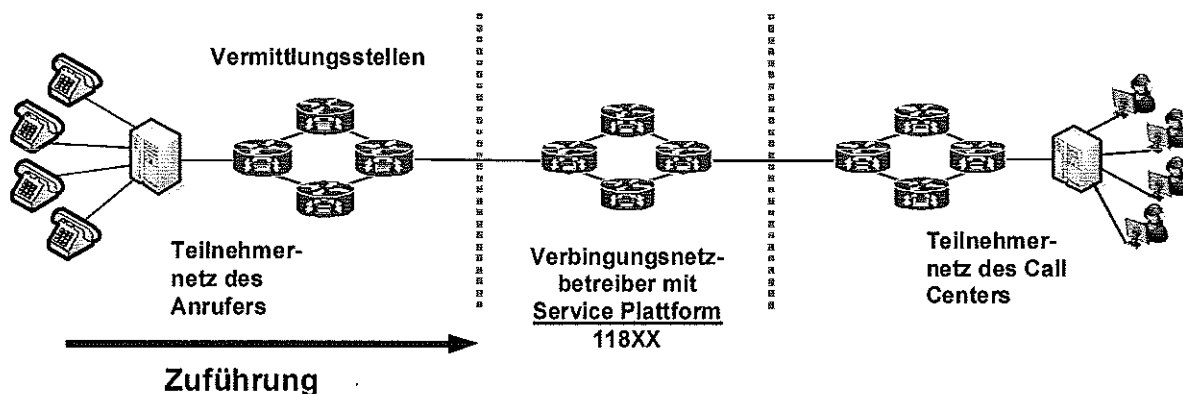 Vermittlungsstellen
Teilnehmer-
netz des
Anrufers
Verbingungsnetz-
betreiber mit
Service Plattform
118XX
Teilnehmer-
netz des Call
Centers
Zuführung